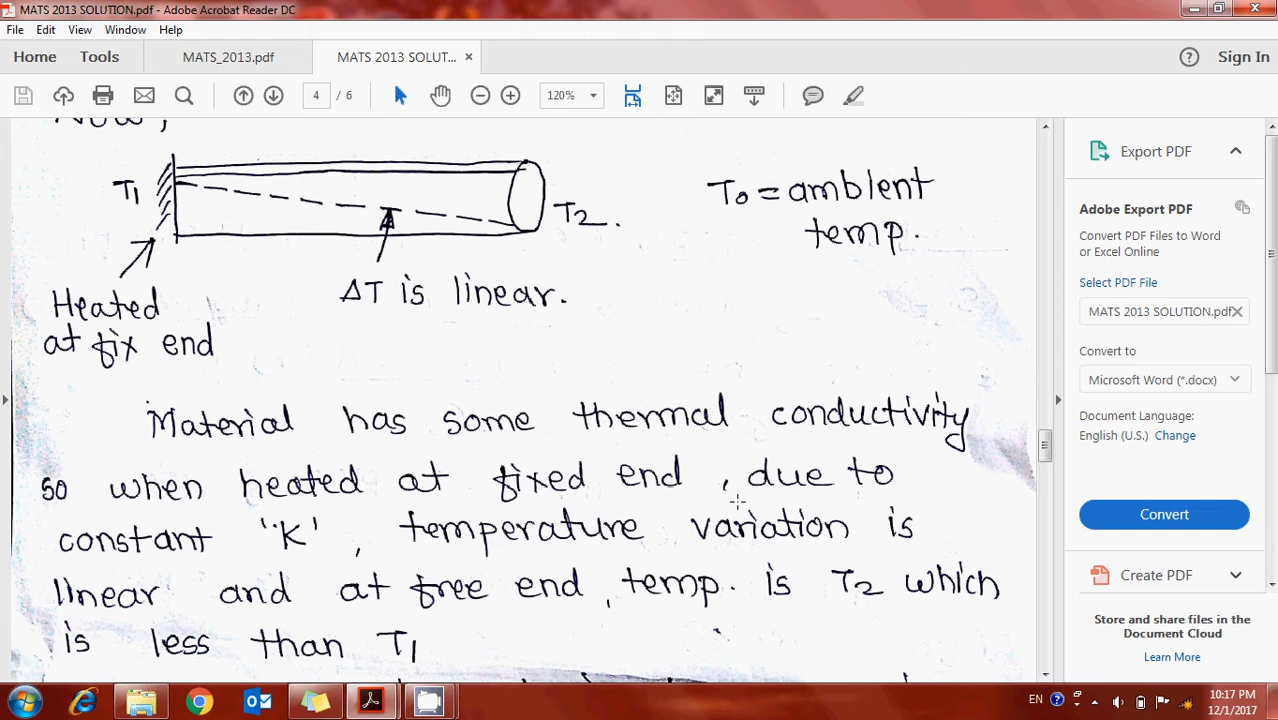 MATS 2013 SOLUTION.pdf - Adobe Acrobat Reader DC
File Edit View Window Help
Home Tools MATS_2013.pdf MATS 2013 SOLUT... × Sign In
4 / 6 120%
Now,
T1
T2.
T0 = ambient
temp.
Heated
at fix end
ΔT is linear.
Material has some thermal conductivity
so when heated at fixed end, due to
constant 'K', temperature variation is
linear and at free end, temp. is T2 which
is less than T1
Export PDF
Adobe Export PDF
Convert PDF Files to Word
or Excel Online
Select PDF File
MATS 2013 SOLUTION.pdf ×
Convert to
Microsoft Word (*.docx)
Document Language:
English (U.S.) Change
Convert
Create PDF
Store and share files in the
Document Cloud
Learn More
EN
10:17 PM
12/1/2017